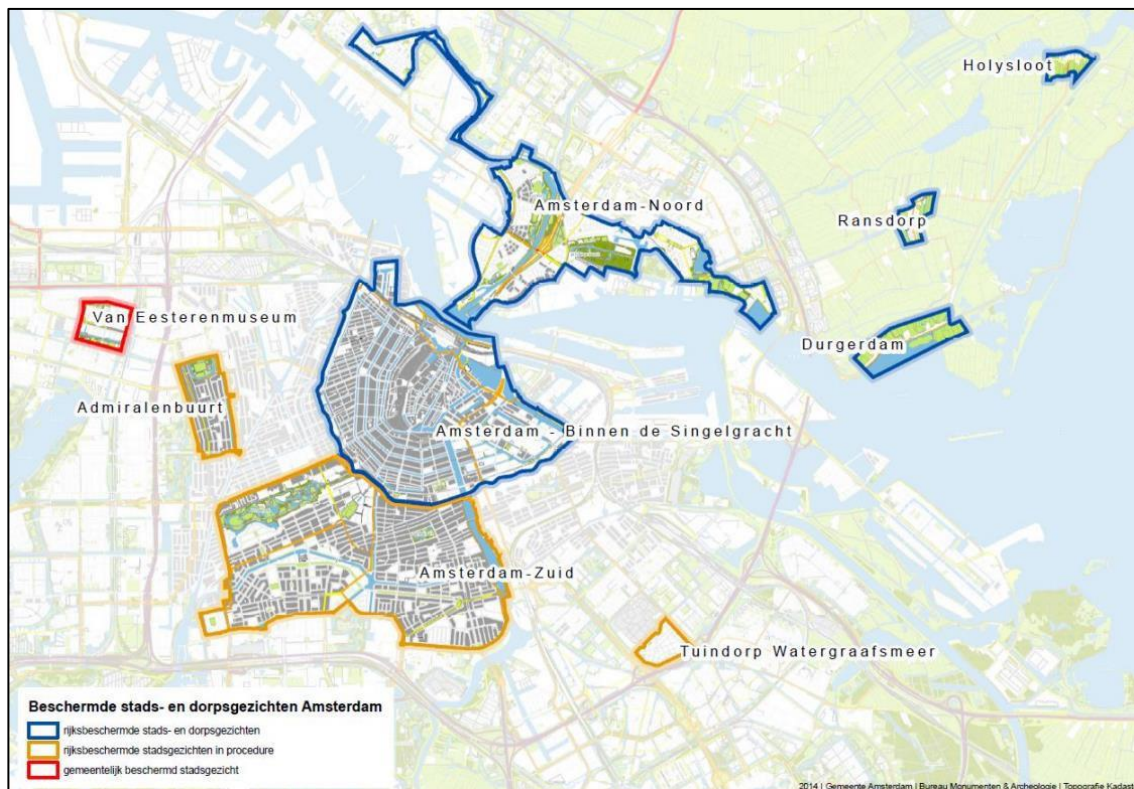 Holysloot
Amsterdam-Noord
Ransdorp
Van Eesterenmuseum
Durgerdam
Admiralenbuurt
Amsterdam - Binnen de Singelgracht
Amsterdam-Zuid
Tuindorp Watergraafsmeer
Beschermde stads- en dorpsgezichten Amsterdam
rijksbeschermde stads- en dorpsgezichten
rijksbeschermde stadsgezichten in procedure
gemeentelijk beschermd stadsgezicht
2014 | Gemeente Amsterdam | Bureau Monumenten & Archeologie | Topografie Kadast